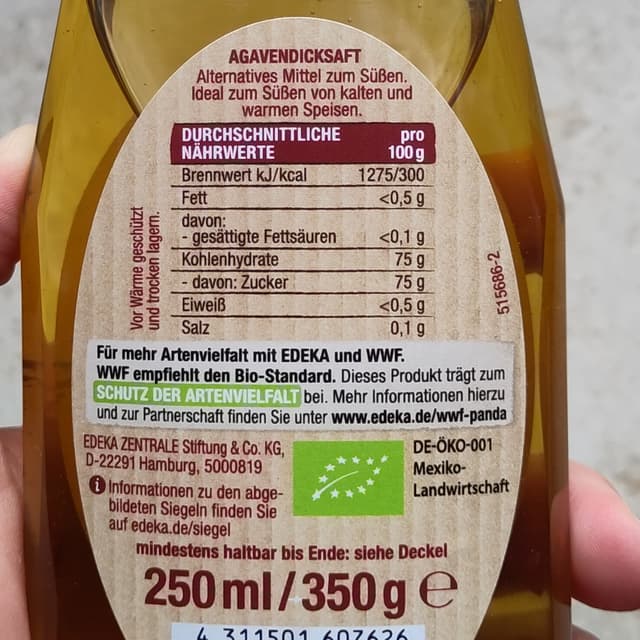 AGAVENDICKSAFT
Alternatives Mittel zum Süßen.
Ideal zum Süßen von kalten und
warmen Speisen.
DURCHSCHNITTLICHE pro
NÄHRWERTE 100 g
Brennwert kJ/kcal 1275/300
Fett <0,5 g
davon:
- gesättigte Fettsäuren <0,1 g
Kohlenhydrate 75 g
- davon: Zucker 75 g
Eiweiß <0,5 g
Salz 0,1 g
Vor Wärme geschützt
und trocken lagern.
515686-2
Für mehr Artenvielfalt mit EDEKA und WWF.
WWF empfiehlt den Bio-Standard. Dieses Produkt trägt zum
SCHUTZ DER ARTENVIELFALT bei. Mehr Informationen hierzu
und zur Partnerschaft finden Sie unter www.edeka.de/wwf-panda
EDEKA ZENTRALE Stiftung & Co. KG,
D-22291 Hamburg, 5000819
i Informationen zu den abge-
bildeten Siegeln finden Sie
auf edeka.de/siegel
DE-ÖKO-001
Mexiko-
Landwirtschaft
mindestens haltbar bis Ende: siehe Deckel
250 ml / 350 g ℮
4 311501 607626